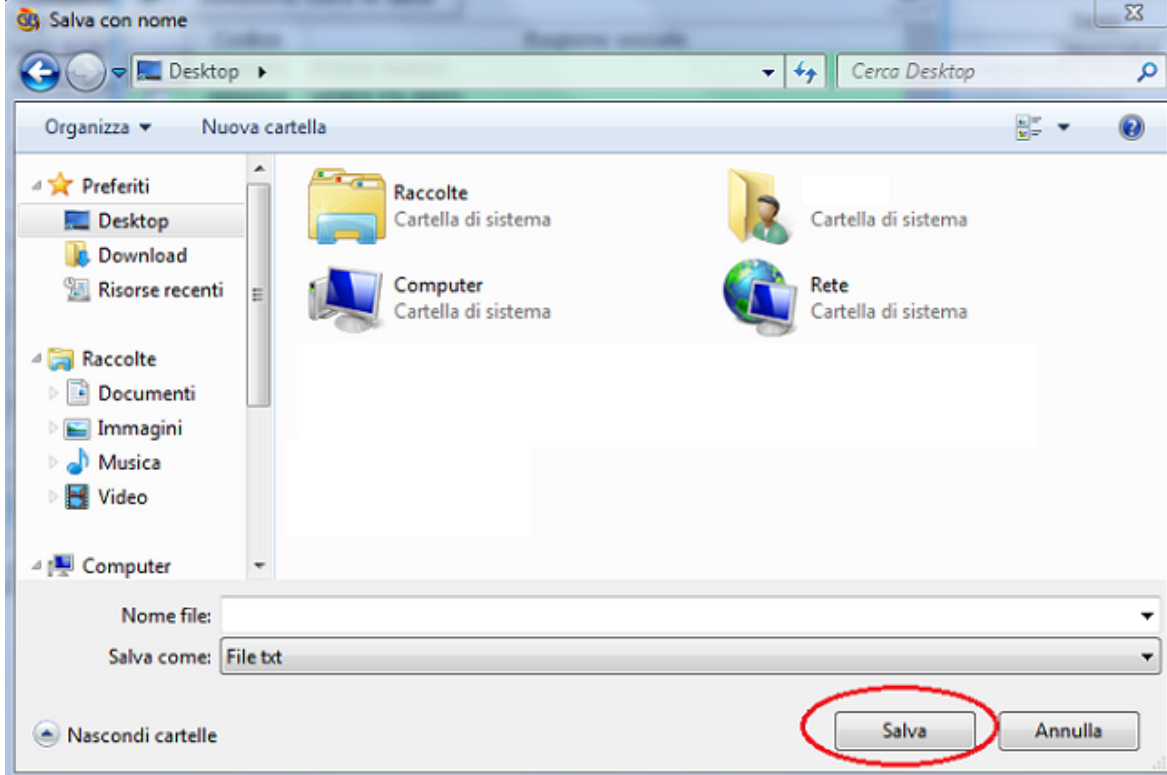 Salva con nome
Desktop
Cerca Desktop
Organizza
Nuova cartella
Preferiti
Desktop
Download
Risorse recenti
Raccolte
Documenti
Immagini
Musica
Video
Computer
Raccolte
Cartella di sistema
Cartella di sistema
Computer
Cartella di sistema
Rete
Cartella di sistema
Nome file:
Salva come: File txt
Nascondi cartelle
Salva
Annulla